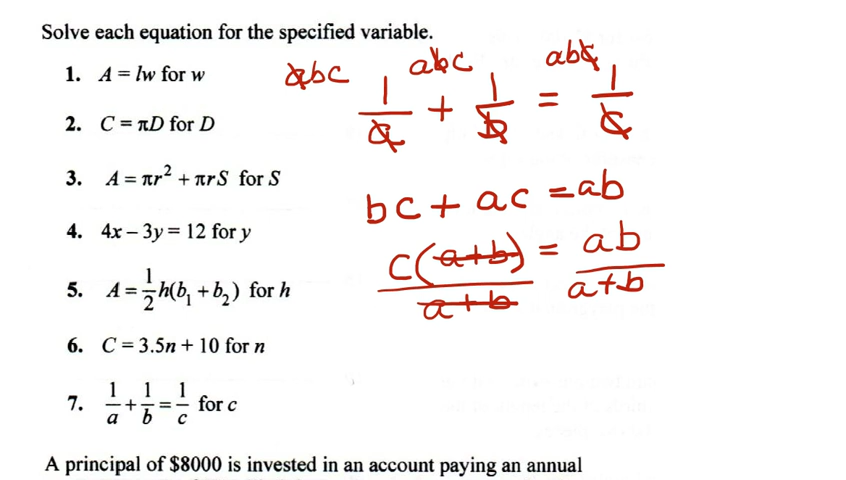 Solve each equation for the specified variable.
1. A = lw for w
2. C = πD for D
3. A = πr² + πrS for S
4. 4x – 3y = 12 for y
5. A = 1/2 h(b₁ + b₂) for h
6. C = 3.5n + 10 for n
7. 1/a + 1/b = 1/c for c
A principal of $8000 is invested in an account paying an annual
abc abc abc
1/a + 1/b = 1/c
bc + ac = ab
c(a+b)/a+b = ab/a+b